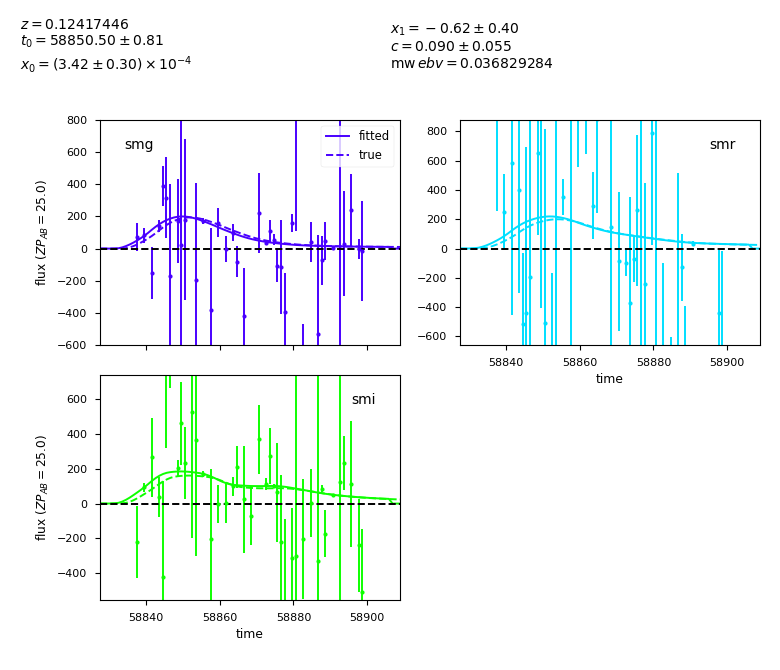 z = 0.12417446
t₀ = 58850.50 ± 0.81
x₀ = (3.42 ± 0.30) × 10⁻⁴
x₁ = −0.62 ± 0.40
c = 0.090 ± 0.055
mw ebv = 0.036829284
800
600
400
200
0
−200
−400
−600
flux (ZP_AB = 25.0)
smg
fitted
true
800
600
400
200
0
−200
−400
−600
smr
58840 58860 58880 58900
time
600
400
200
0
−200
−400
flux (ZP_AB = 25.0)
smi
58840 58860 58880 58900
time